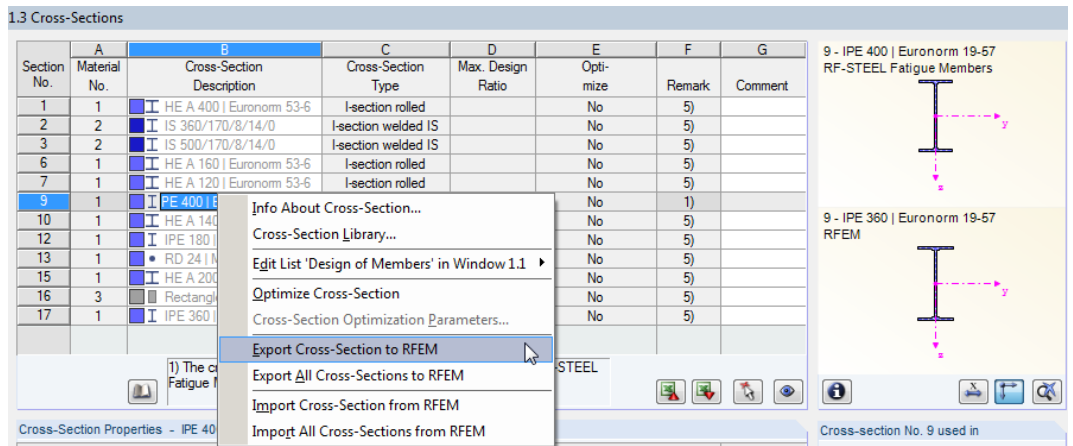 1.3 Cross-Sections
A B C D E F G
Section Material Cross-Section Cross-Section Max. Design Opti-
No. No. Description Type Ratio mize Remark Comment
1 1 HE A 400 | Euronorm 53-6 I-section rolled No 5)
2 2 IS 360/170/8/14/0 I-section welded IS No 5)
3 2 IS 500/170/8/14/0 I-section welded IS No 5)
6 1 HE A 160 | Euronorm 53-6 I-section rolled No 5)
7 1 HE A 120 | Euronorm 53-6 I-section rolled No 5)
9 1 PE 400 | E No 1)
10 1 HE A 140 No 5)
12 1 IPE 180 | No 5)
13 1 RD 24 | M No 5)
15 1 HE A 200 No 5)
16 3 Rectangl No 5)
17 1 IPE 360 | No 5)
Info About Cross-Section...
Cross-Section Library...
Edit List 'Design of Members' in Window 1.1
Optimize Cross-Section
Cross-Section Optimization Parameters...
Export Cross-Section to RFEM
Export All Cross-Sections to RFEM
Import Cross-Section from RFEM
Import All Cross-Sections from RFEM
1) The c -STEEL
Fatigue
9 - IPE 400 | Euronorm 19-57
RF-STEEL Fatigue Members
y
z
9 - IPE 360 | Euronorm 19-57
RFEM
y
z
Cross-Section Properties - IPE 40
Cross-section No. 9 used in